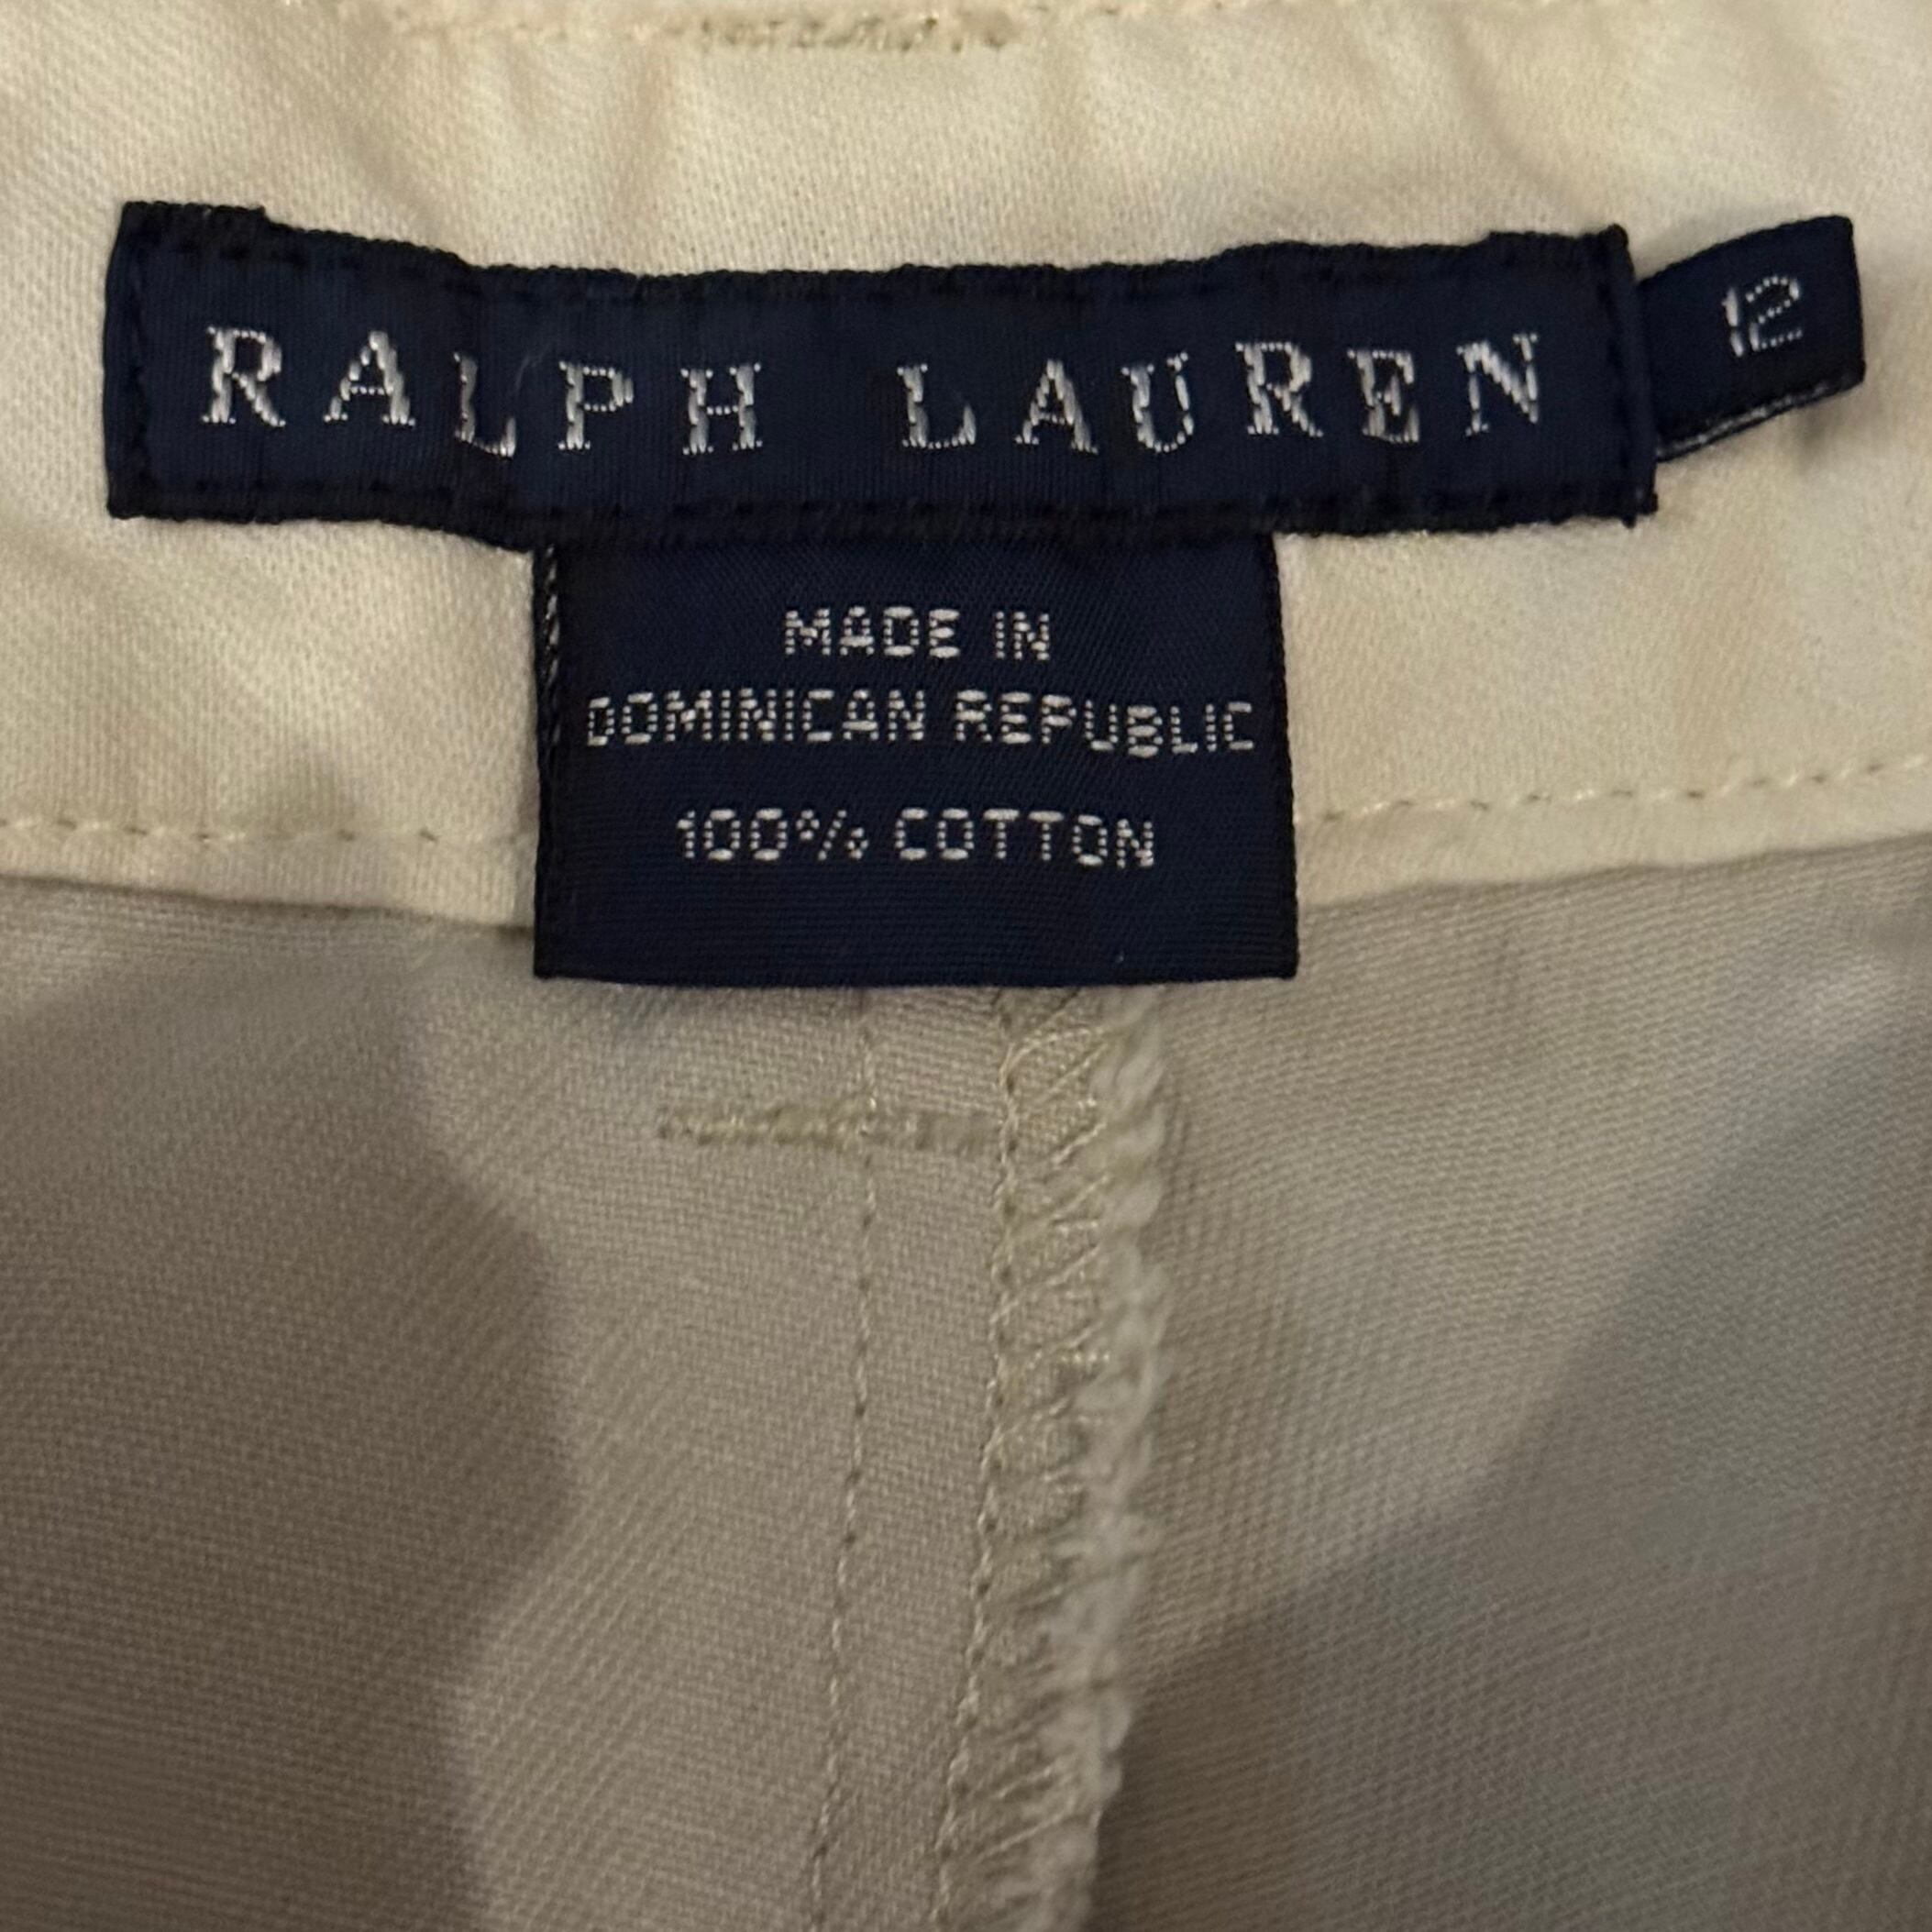 RALPH LAUREN
12
MADE IN
DOMINICAN REPUBLIC
100% COTTON